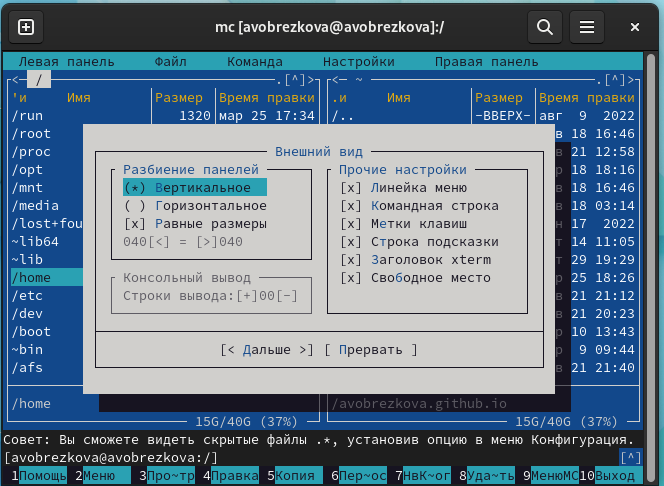 mc [avobrezkova@avobrezkova]:/
Левая панель Файл Команда Настройки Правая панель
<─ / .[^]> <─ ~ .[^]>
'и Имя Размер Время правки .и Имя Размер Время правки
/run 1320 мар 25 17:34 /.. -ВВЕРХ- авг 9 2022
/root в 18 16:46
/proc в 21 12:58
/opt р 18 18:16
/mnt в 18 16:46
/media в 18 03:14
/lost+fou н 17 2022
~lib64 т 14 11:05
~lib т 29 19:29
/home р 25 18:26
/etc в 21 21:12
/dev в 21 20:23
/boot р 10 13:43
~bin р 9 09:44
/afs в 21 21:40
Внешний вид
Разбиение панелей
(*) Вертикальное
( ) Горизонтальное
[x] Равные размеры
040[<] = [>]040
Консольный вывод
Строки вывода:[+]00[-]
Прочие настройки
[x] Линейка меню
[x] Командная строка
[x] Метки клавиш
[x] Строка подсказки
[x] Заголовок xterm
[x] Свободное место
[< Дальше >] [ Прервать ]
/home /avobrezkova.github.io
15G/40G (37%) 15G/40G (37%)
Совет: Вы сможете видеть скрытые файлы .*, установив опцию в меню Конфигурация.
[avobrezkova@avobrezkova:/] [^]
1Помощь 2Меню 3Про~тр 4Правка 5Копия 6Пер~ос 7НвК~ог 8Уда~ть 9МенюMC 10Выход